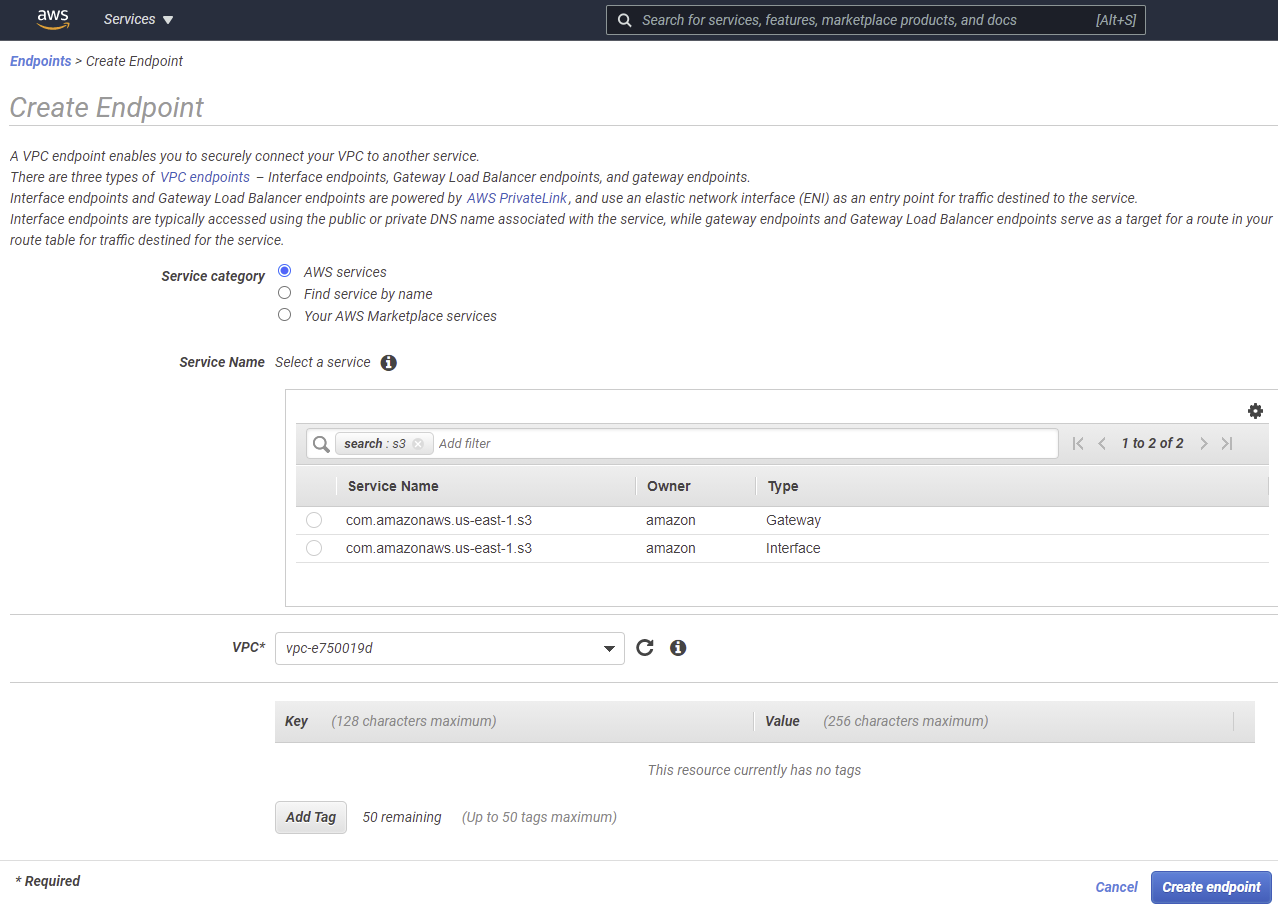 aws Services Search for services, features, marketplace products, and docs [Alt+S]
Endpoints > Create Endpoint
Create Endpoint
A VPC endpoint enables you to securely connect your VPC to another service.
There are three types of VPC endpoints – Interface endpoints, Gateway Load Balancer endpoints, and gateway endpoints.
Interface endpoints and Gateway Load Balancer endpoints are powered by AWS PrivateLink, and use an elastic network interface (ENI) as an entry point for traffic destined to the service.
Interface endpoints are typically accessed using the public or private DNS name associated with the service, while gateway endpoints and Gateway Load Balancer endpoints serve as a target for a route in your
route table for traffic destined for the service.
Service category AWS services
Find service by name
Your AWS Marketplace services
Service Name Select a service
search : s3 Add filter 1 to 2 of 2
Service Name Owner Type
com.amazonaws.us-east-1.s3 amazon Gateway
com.amazonaws.us-east-1.s3 amazon Interface
VPC* vpc-e750019d
Key (128 characters maximum) Value (256 characters maximum)
This resource currently has no tags
Add Tag 50 remaining (Up to 50 tags maximum)
* Required
Cancel Create endpoint